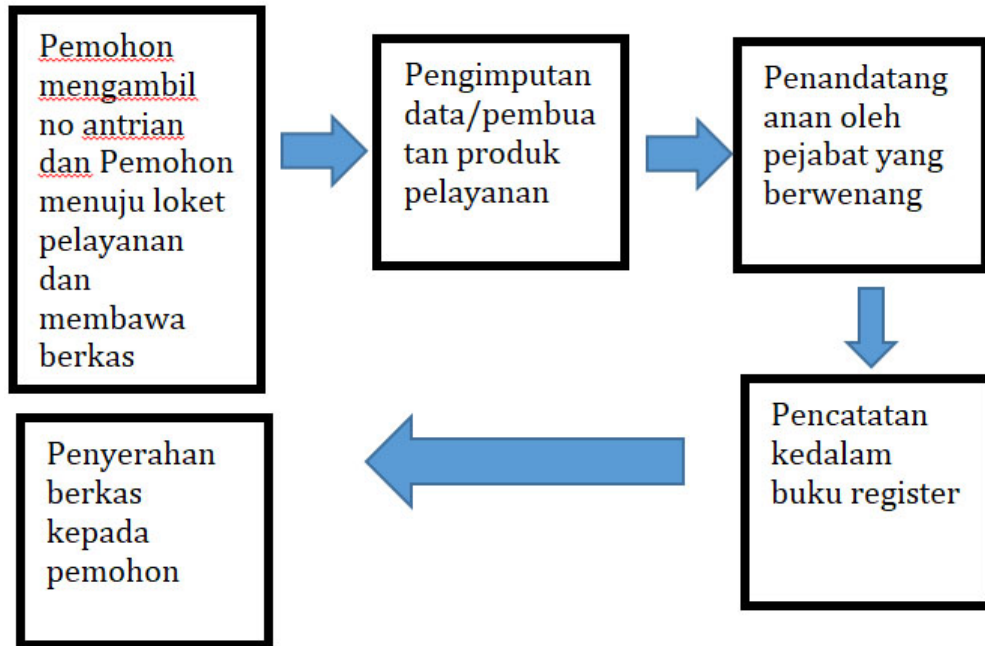 Pemohon
mengambil
no antrian
dan Pemohon
menuju loket
pelayanan
dan
membawa
berkas
Pengimputan
data/pembua
tan produk
pelayanan
Penandatang
anan oleh
pejabat yang
berwenang
Pencatatan
kedalam
buku register
Penyerahan
berkas
kepada
pemohon